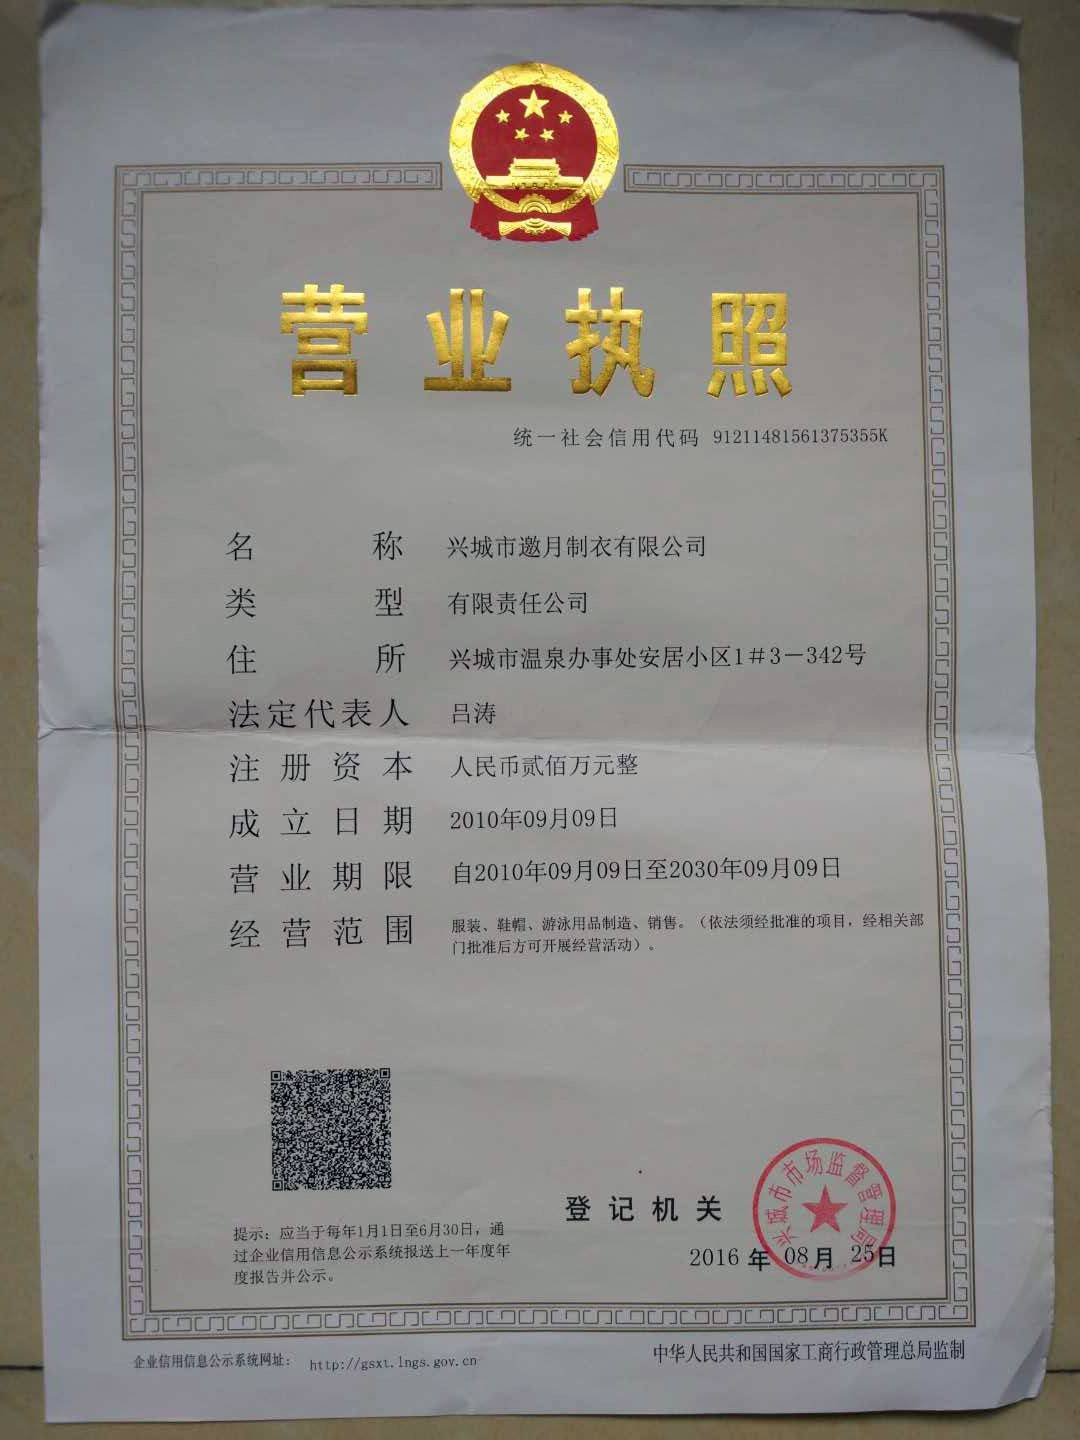 营业执照
统一社会信用代码 91211481561375355K
名称 兴城市邀月制衣有限公司
类型 有限责任公司
住所 兴城市温泉办事处安居小区1#3-342号
法定代表人 吕涛
注册资本 人民币贰佰万元整
成立日期 2010年09月09日
营业期限 自2010年09月09日至2030年09月09日
经营范围 服装、鞋帽、游泳用品制造、销售。(依法须经批准的项目,经相关部
门批准后方可开展经营活动)。
登记机关
兴城市市场监督管理局
2016年08月25日
提示:应当于每年1月1日至6月30日,通
过企业信用信息公示系统报送上一年度年
度报告并公示。
企业信用信息公示系统网址: http://gsxt.lngs.gov.cn
中华人民共和国国家工商行政管理总局监制